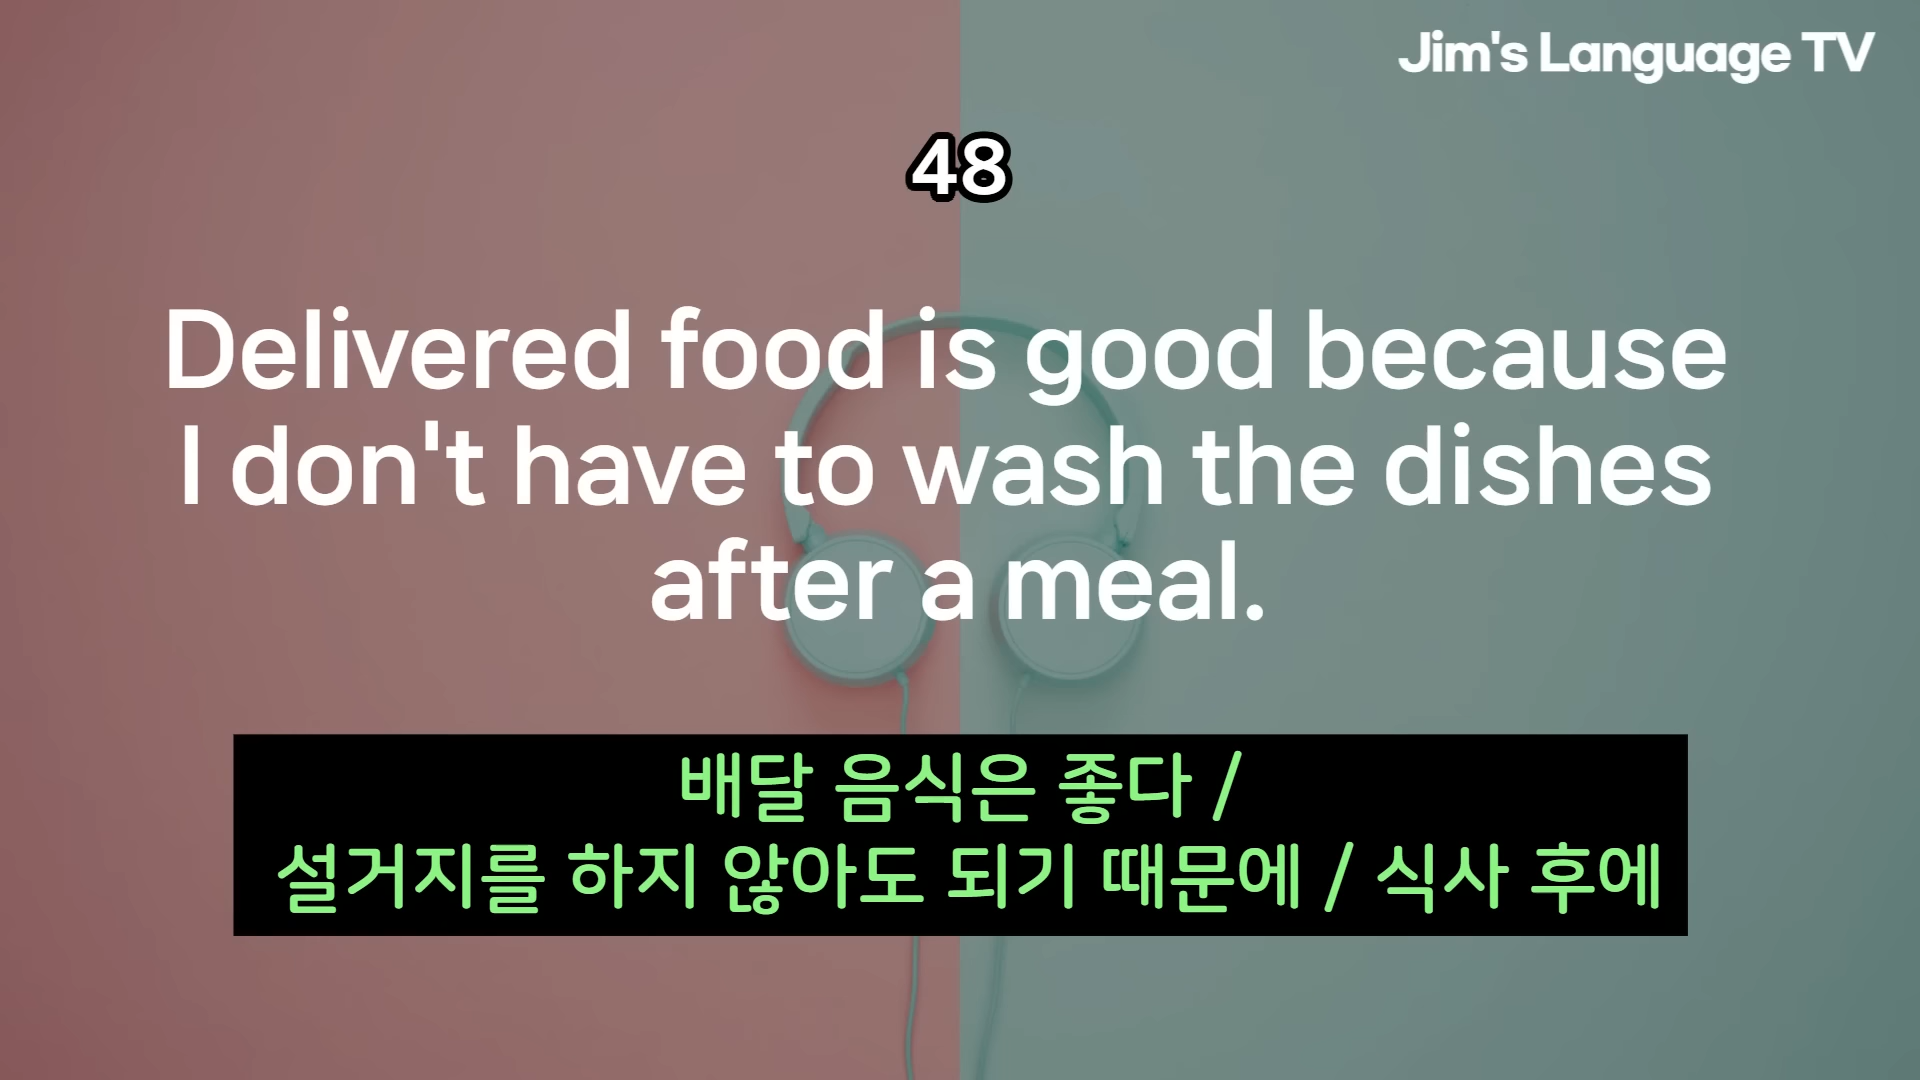 Jim's Language TV
48
Delivered food is good because
I don't have to wash the dishes
after a meal.
배달 음식은 좋다 /
설거지를 하지 않아도 되기 때문에 / 식사 후에